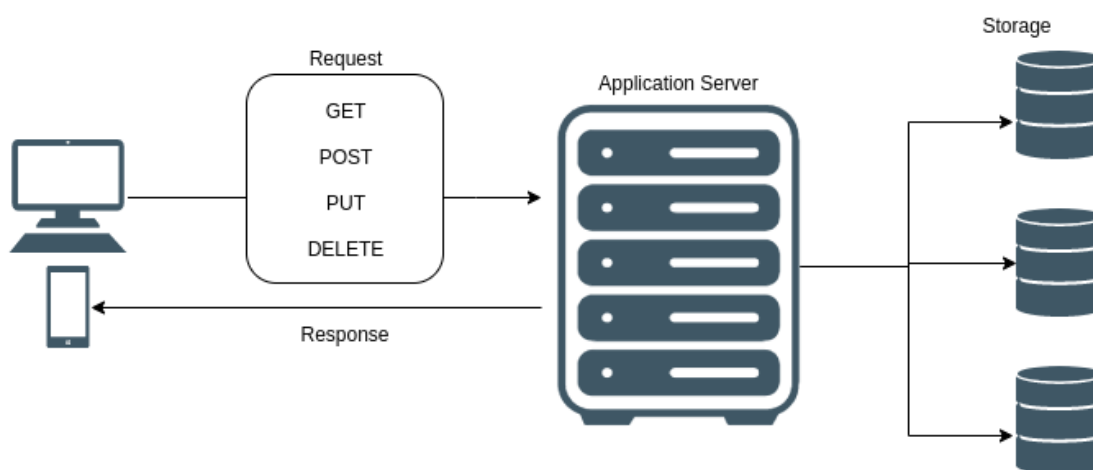 Storage
Request
Application Server
GET
POST
PUT
DELETE
Response